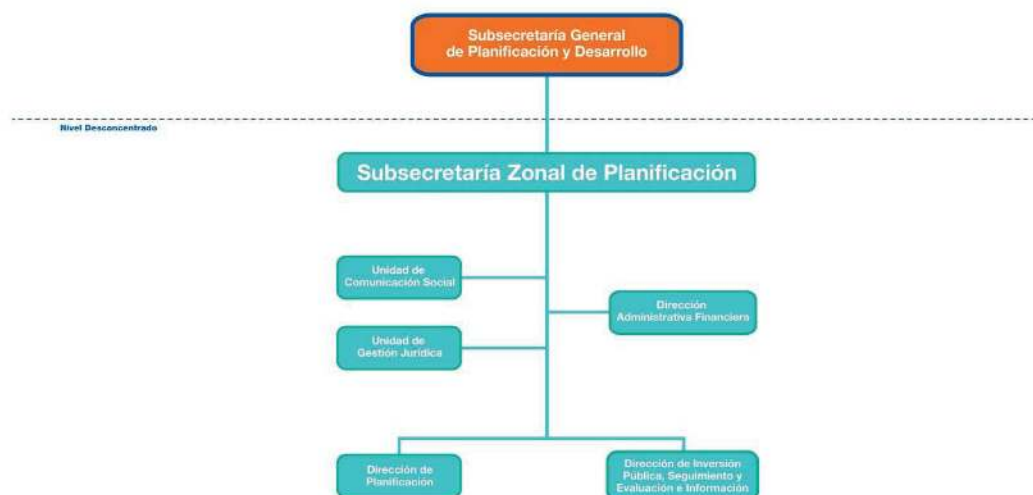 Subsecretaría General
de Planificación y Desarrollo
Nivel Desconcentrado
Subsecretaría Zonal de Planificación
Unidad de
Comunicación Social
Dirección
Administrativa Financiera
Unidad de
Gestión Jurídica
Dirección de
Planificación
Dirección de Inversión
Pública, Seguimiento y
Evaluación e Información